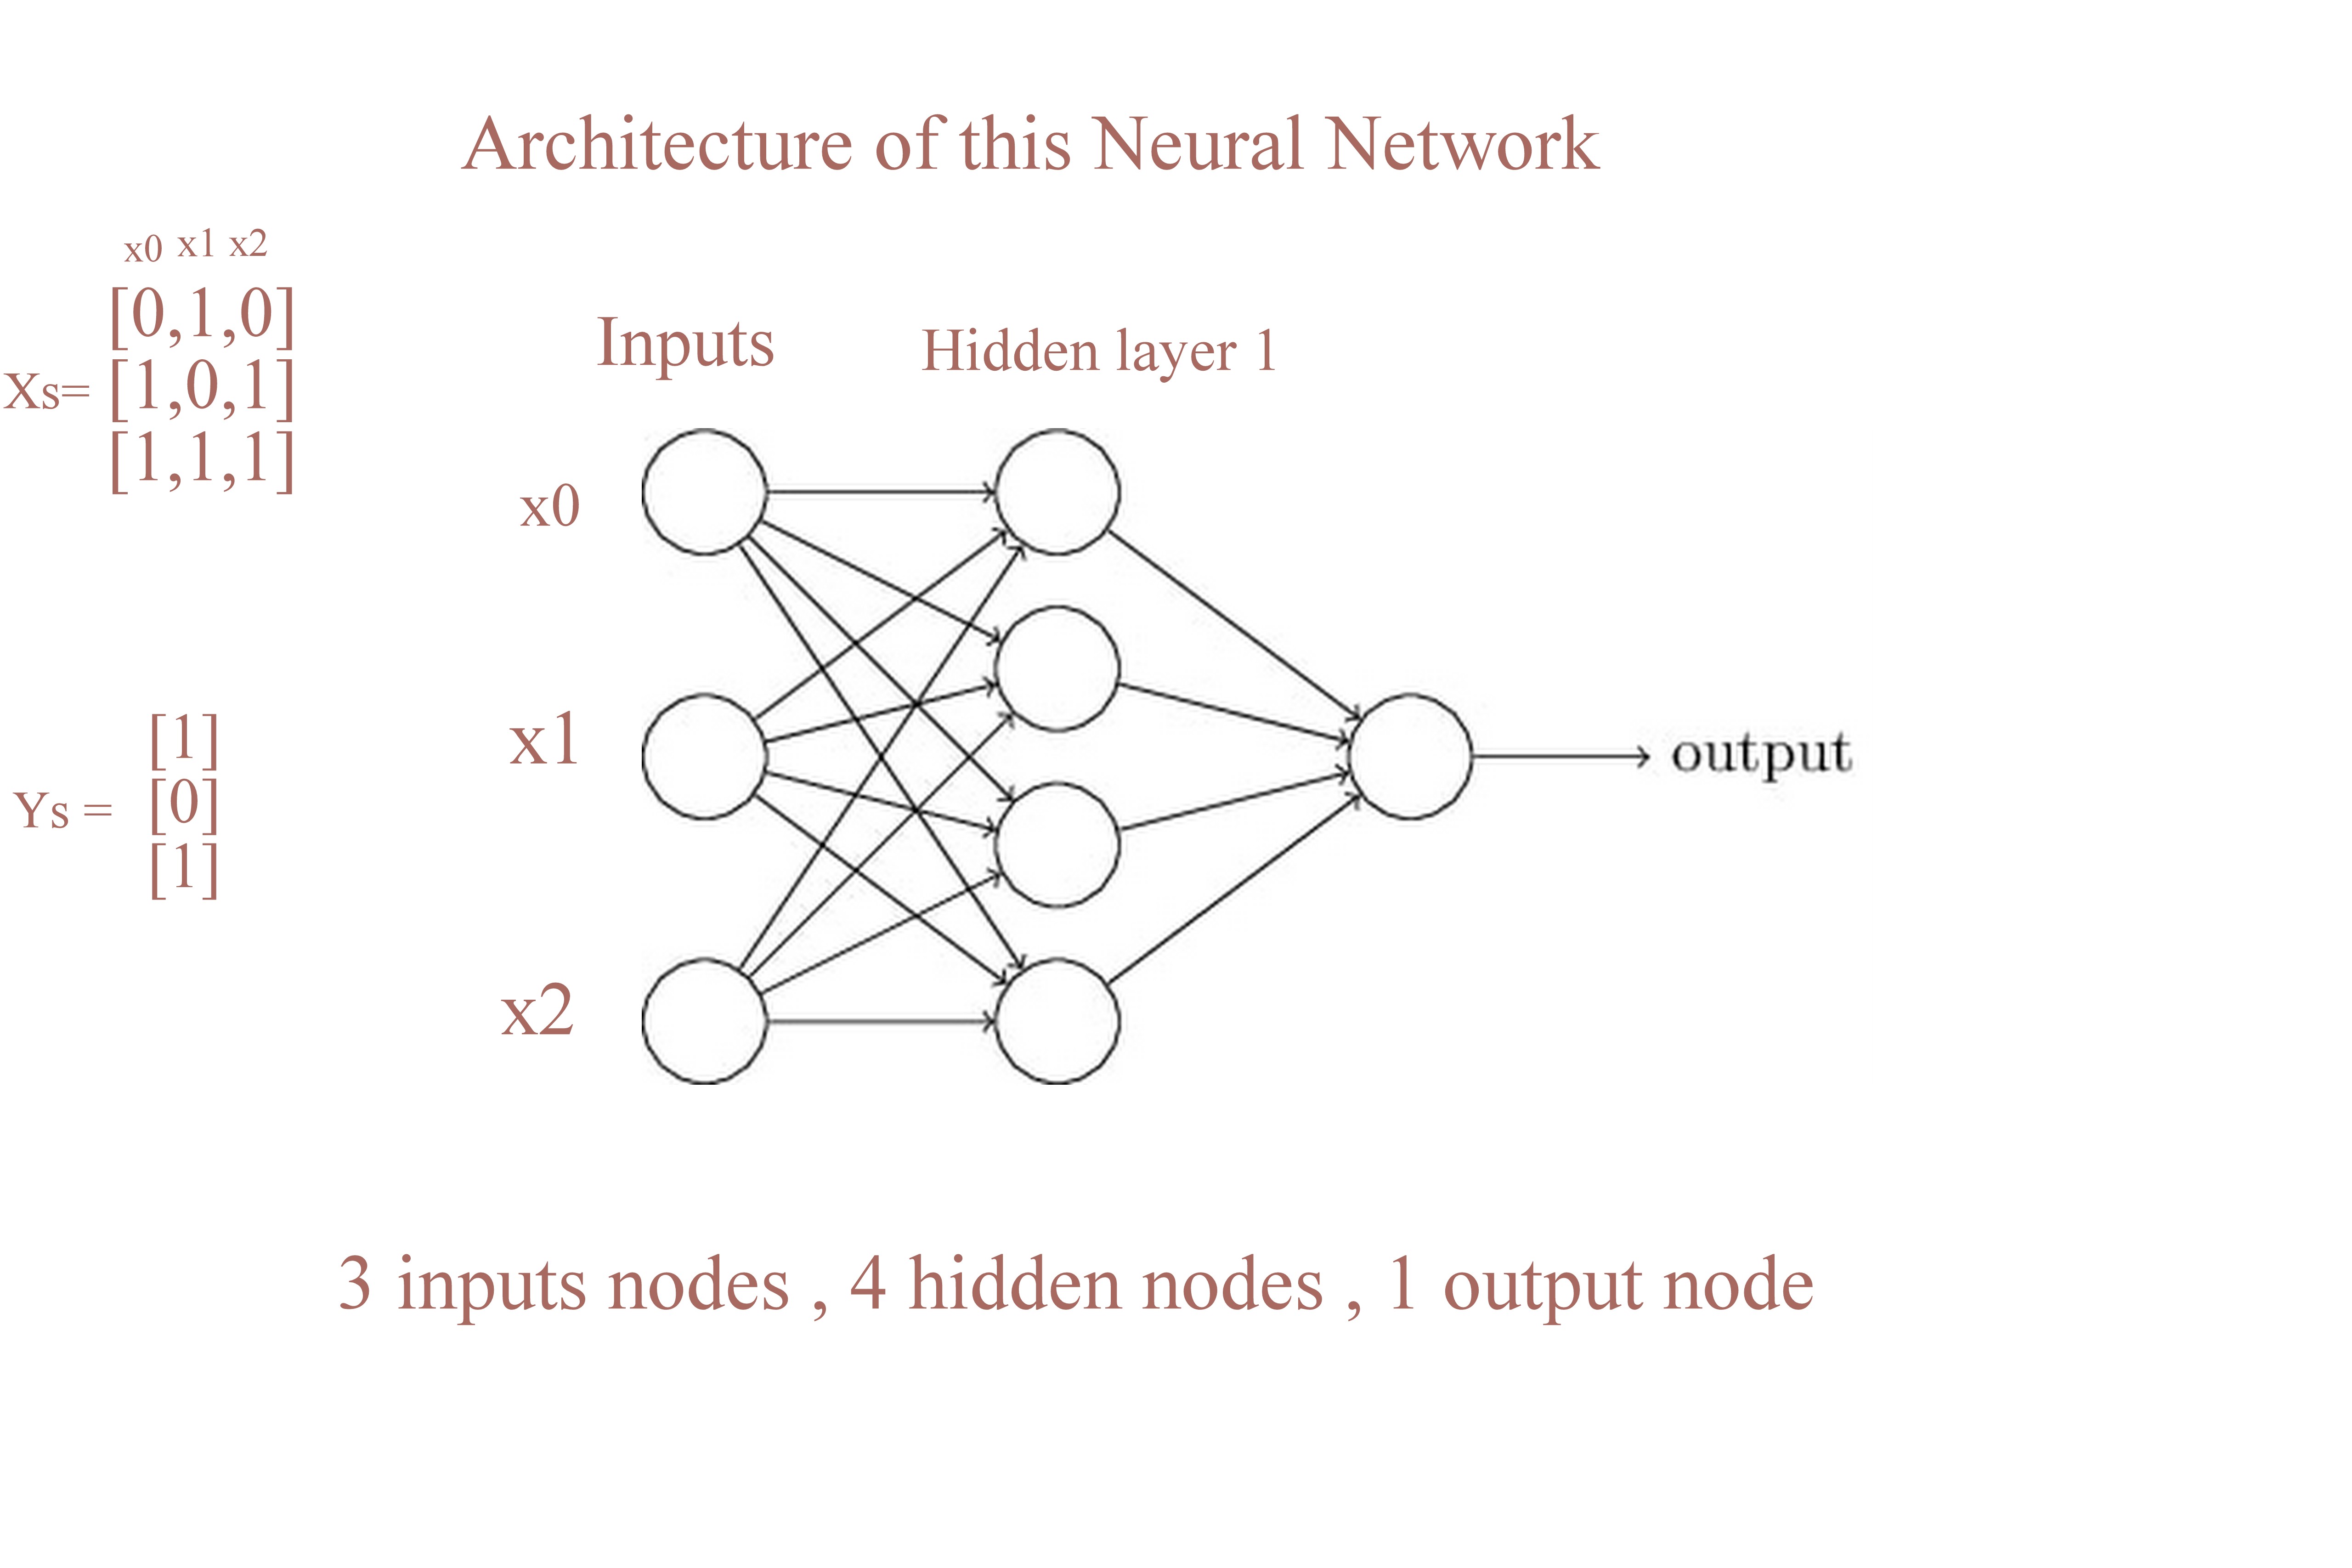 Architecture of this Neural Network
x0 x1 x2
[0,1,0]
Xs= [1,0,1]
[1,1,1]
Inputs
Hidden layer 1
x0
x1
x2
[1]
Ys = [0]
[1]
output
3 inputs nodes , 4 hidden nodes , 1 output node